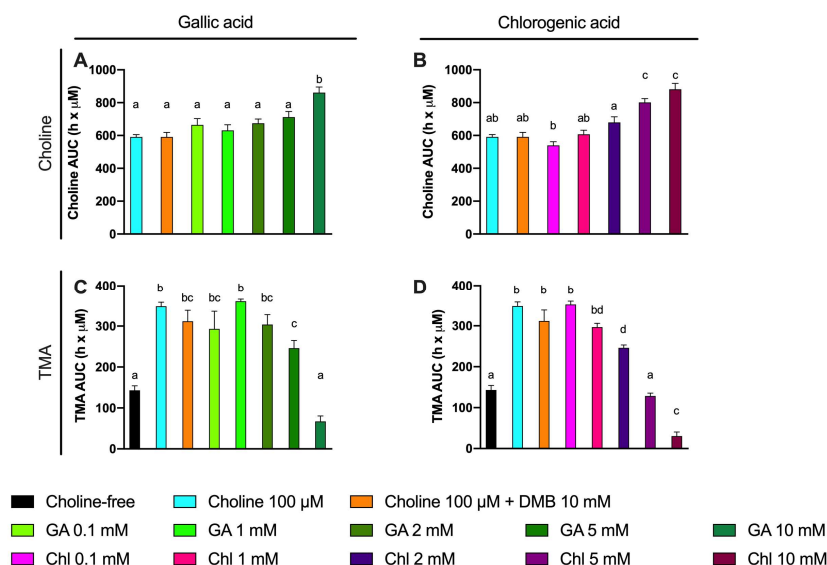 Gallic acid
Chlorogenic acid
Choline
A
Choline AUC (h x µM)
1000
800
600
400
200
0
a a a a a a b
B
Choline AUC (h x µM)
1000
800
600
400
200
0
ab ab b ab a c c
TMA
C
TMA AUC (h x µM)
400
300
200
100
0
a b bc bc b bc c a
D
TMA AUC (h x µM)
400
300
200
100
0
a b b b bd d a c
Choline-free Choline 100 µM Choline 100 µM + DMB 10 mM
GA 0.1 mM GA 1 mM GA 2 mM GA 5 mM GA 10 mM
Chl 0.1 mM Chl 1 mM Chl 2 mM Chl 5 mM Chl 10 mM